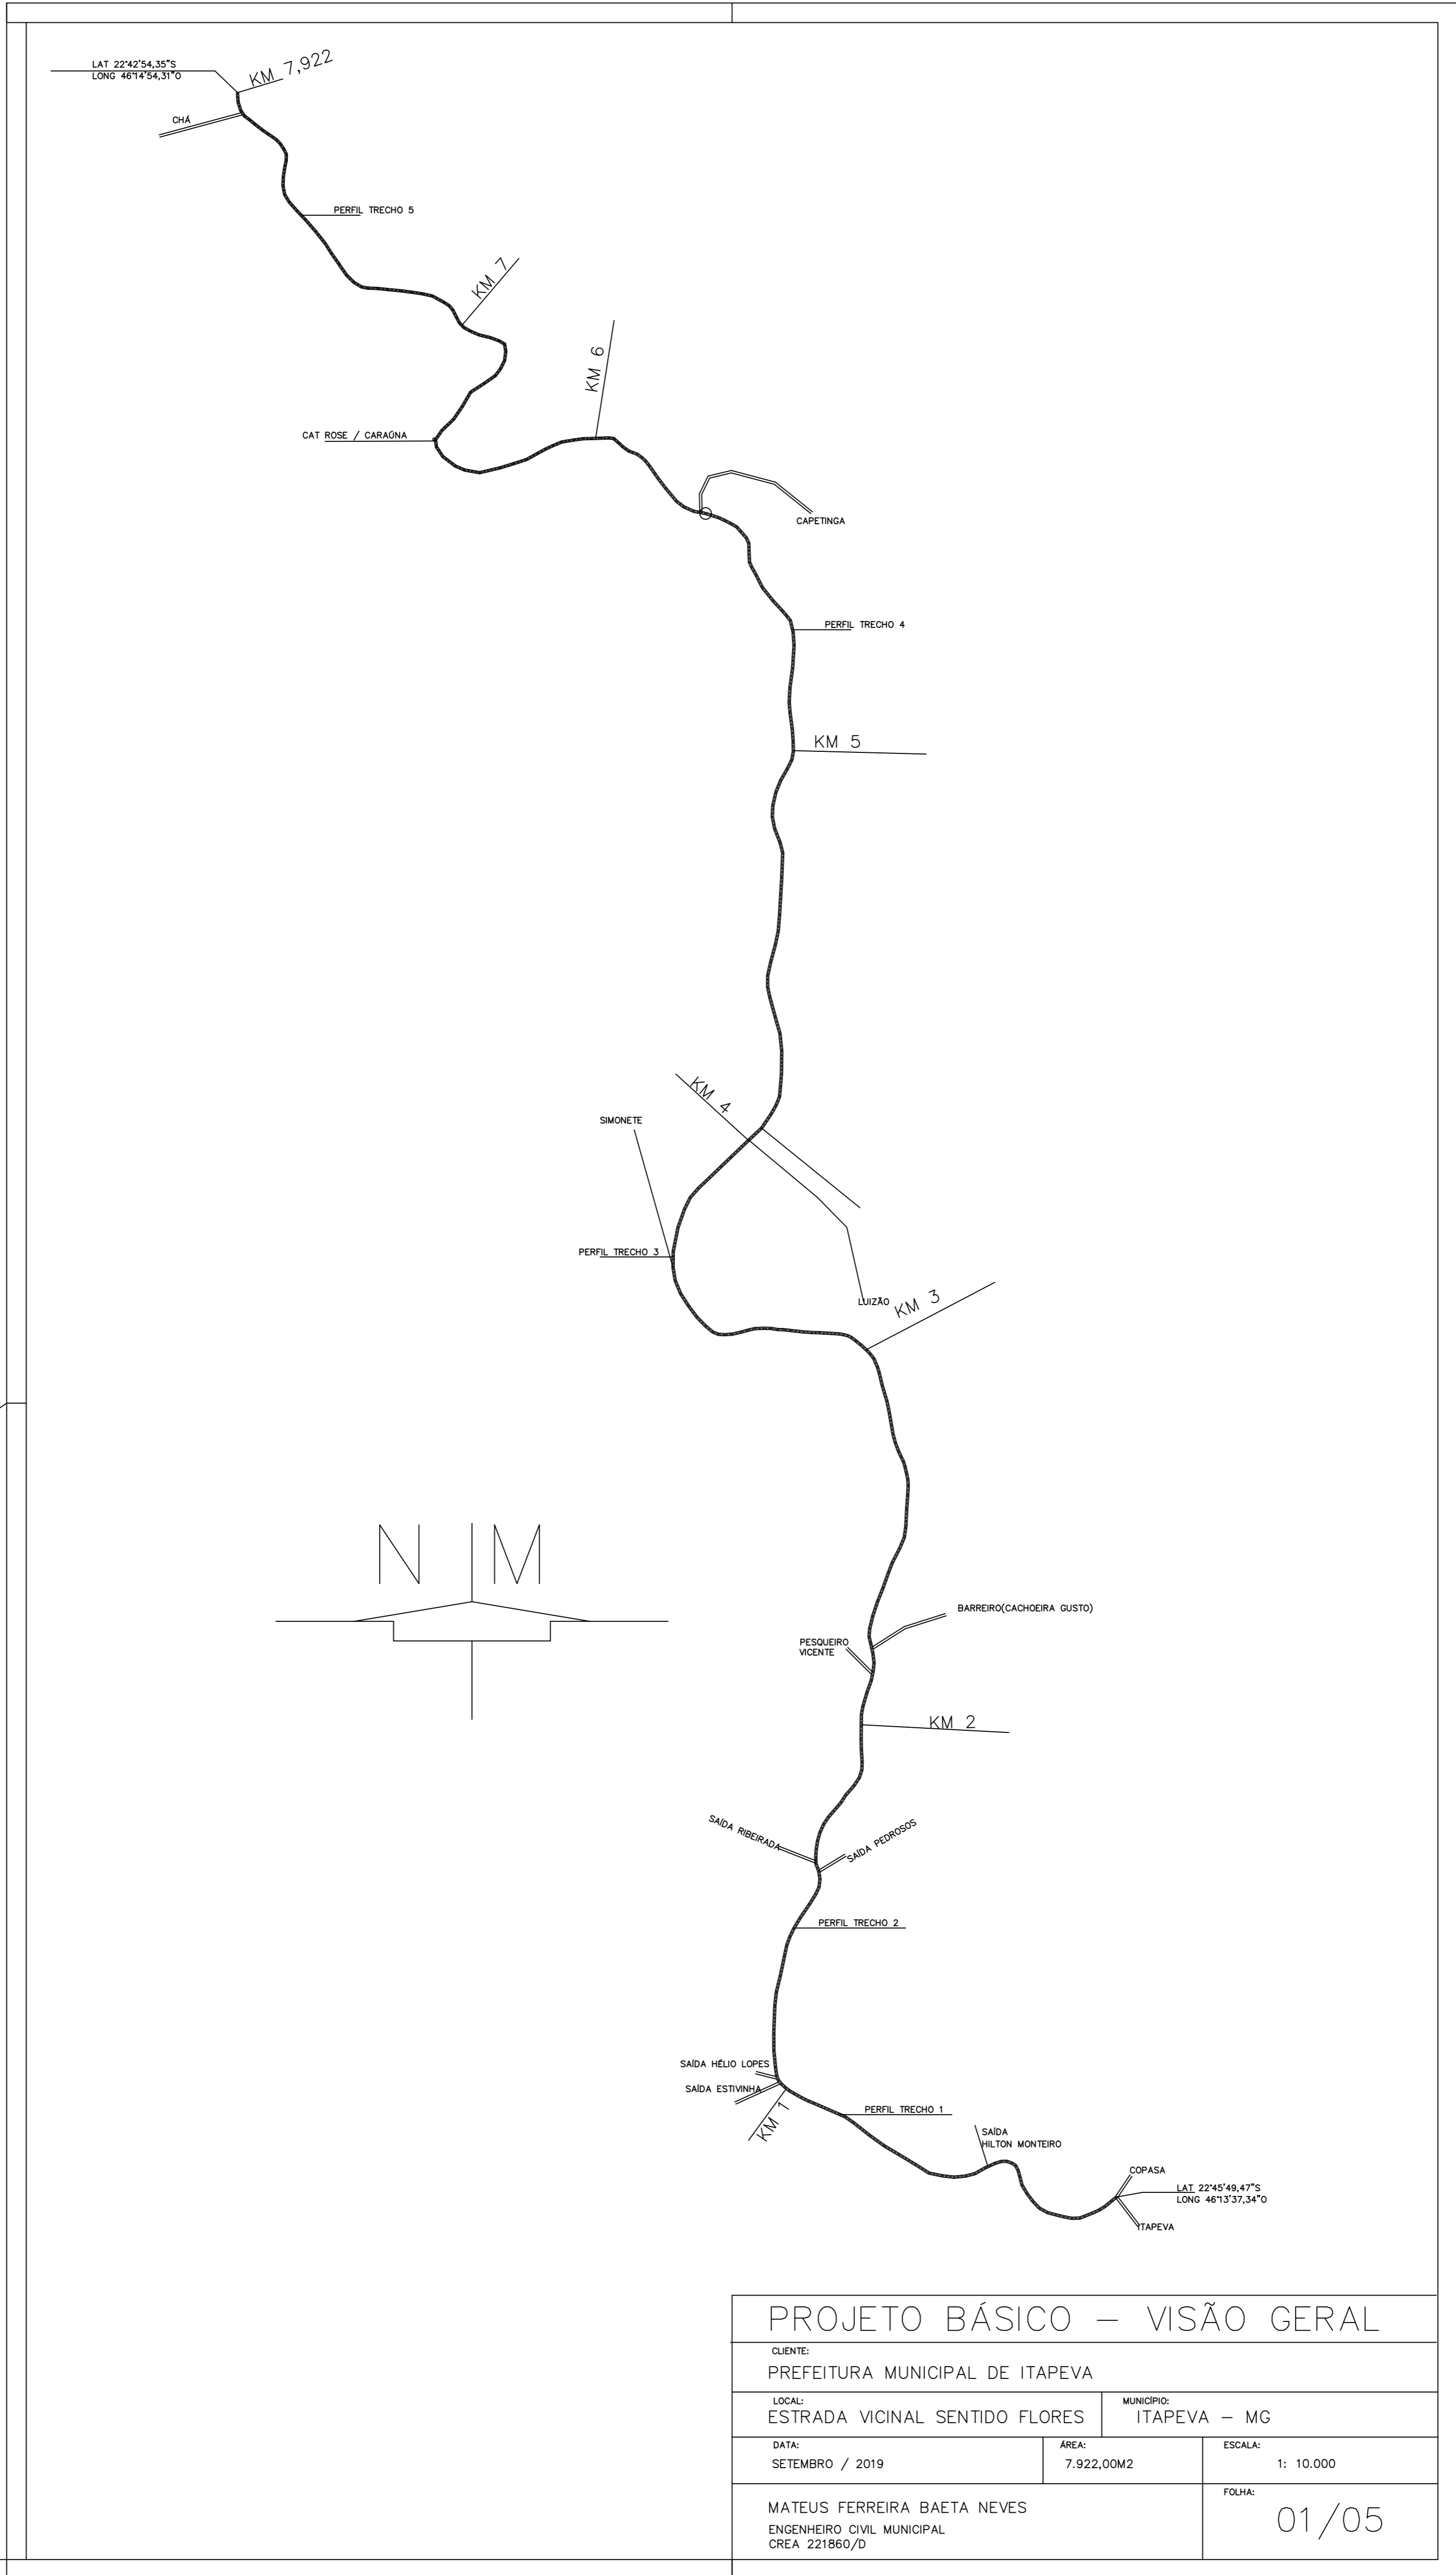 LAT 22°42'54,35"S
LONG 46°14'54,31"O
KM 7,922
CHÁ
PERFIL TRECHO 5
KM 7
KM 6
CAT ROSE / CARAÚNA
CAPETINGA
PERFIL TRECHO 4
KM 5
KM 4
SIMONETE
PERFIL TRECHO 3
LUIZÃO
KM 3
N M
BARREIRO(CACHOEIRA GUSTO)
PESQUEIRO
VICENTE
KM 2
SAÍDA RIBEIRADA
SAÍDA PEDROSOS
PERFIL TRECHO 2
SAÍDA HÉLIO LOPES
SAÍDA ESTIVINHA
KM 1
PERFIL TRECHO 1
SAÍDA
HILTON MONTEIRO
COPASA
LAT 22°45'49,47"S
LONG 46°13'37,34"O
ITAPEVA
PROJETO BÁSICO – VISÃO GERAL
CLIENTE:
PREFEITURA MUNICIPAL DE ITAPEVA
LOCAL:
ESTRADA VICINAL SENTIDO FLORES
MUNICÍPIO:
ITAPEVA – MG
DATA:
SETEMBRO / 2019
ÁREA:
7.922,00M2
ESCALA:
1: 10.000
MATEUS FERREIRA BAETA NEVES
ENGENHEIRO CIVIL MUNICIPAL
CREA 221860/D
FOLHA:
01/05